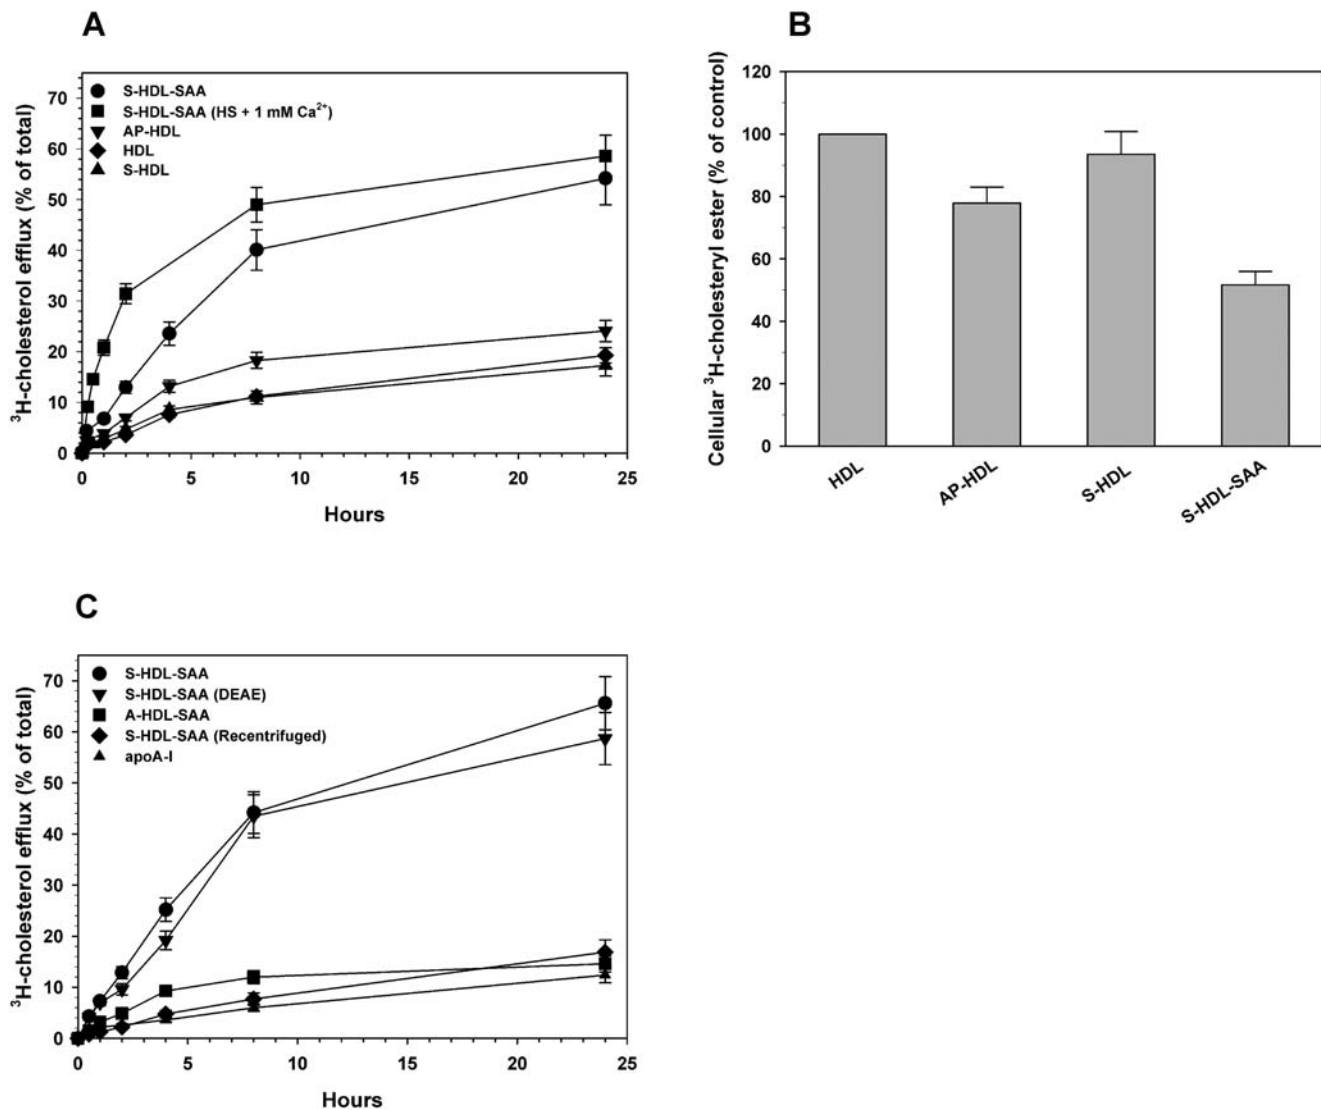 A
³H-cholesterol efflux (% of total)
70
60
50
40
30
20
10
0
S-HDL-SAA
S-HDL-SAA (HS + 1 mM Ca²⁺)
AP-HDL
HDL
S-HDL
0 5 10 15 20 25
Hours
B
Cellular ³H-cholesteryl ester (% of control)
120
100
80
60
40
20
0
HDL AP-HDL S-HDL S-HDL-SAA
C
³H-cholesterol efflux (% of total)
70
60
50
40
30
20
10
0
S-HDL-SAA
S-HDL-SAA (DEAE)
A-HDL-SAA
S-HDL-SAA (Recentrifuged)
apoA-I
0 5 10 15 20 25
Hours